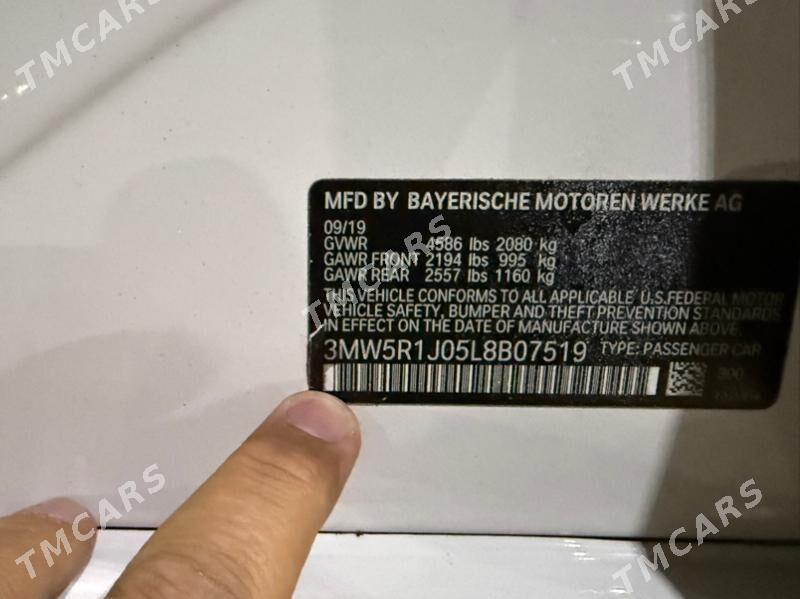 TMCARS
TMCARS
MFD BY BAYERISCHE MOTOREN WERKE AG
09/19
GVWR 4586 lbs 2080 kg
GAWR FRONT 2194 lbs 995 kg
GAWR REAR 2557 lbs 1160 kg
THIS VEHICLE CONFORMS TO ALL APPLICABLE U.S.FEDERAL MOTOR
VEHICLE SAFETY, BUMPER AND THEFT PREVENTION STANDARDS
IN EFFECT ON THE DATE OF MANUFACTURE SHOWN ABOVE.
TMCARS
3MW5R1J05L8B07519 TYPE: PASSENGER CAR
300
TMCARS
TMCARS